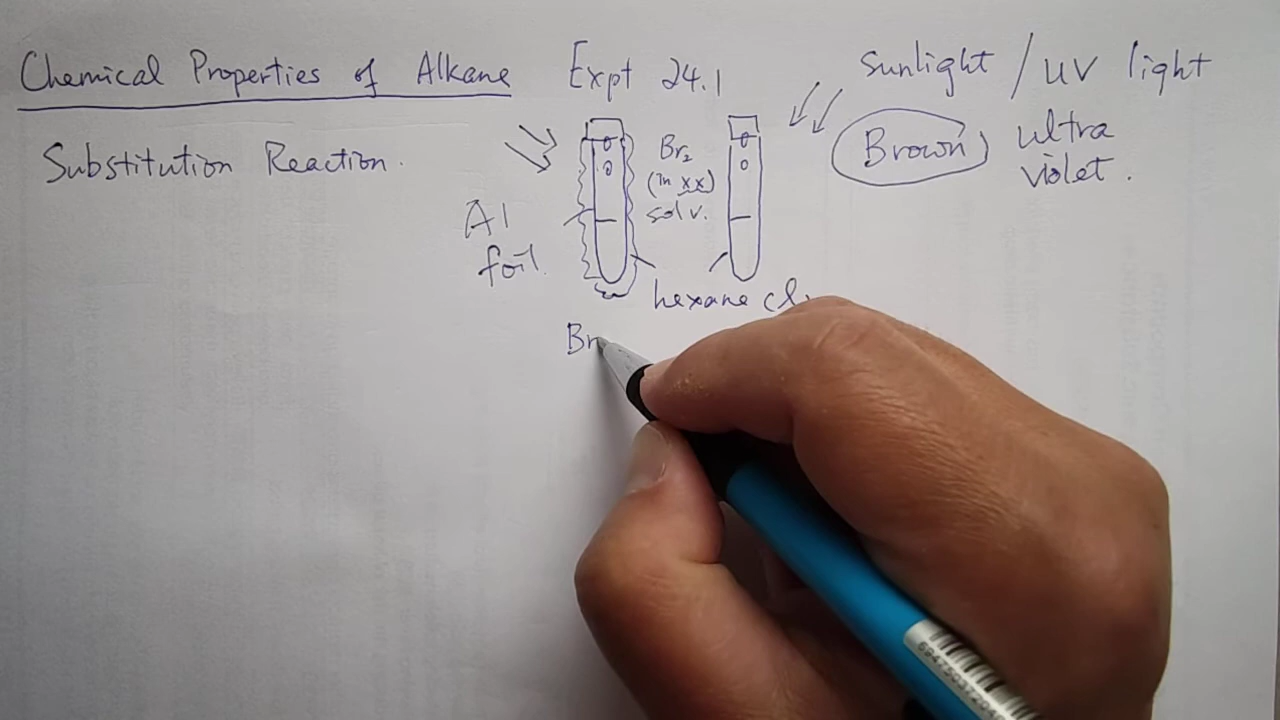 Chemical Properties of Alkane
Expt 24.1
Sunlight / UV light
ultra
violet.
Brown
Substitution Reaction.
Br₂
(in xx)
solv.
Al
foil.
hexane (l)
Br